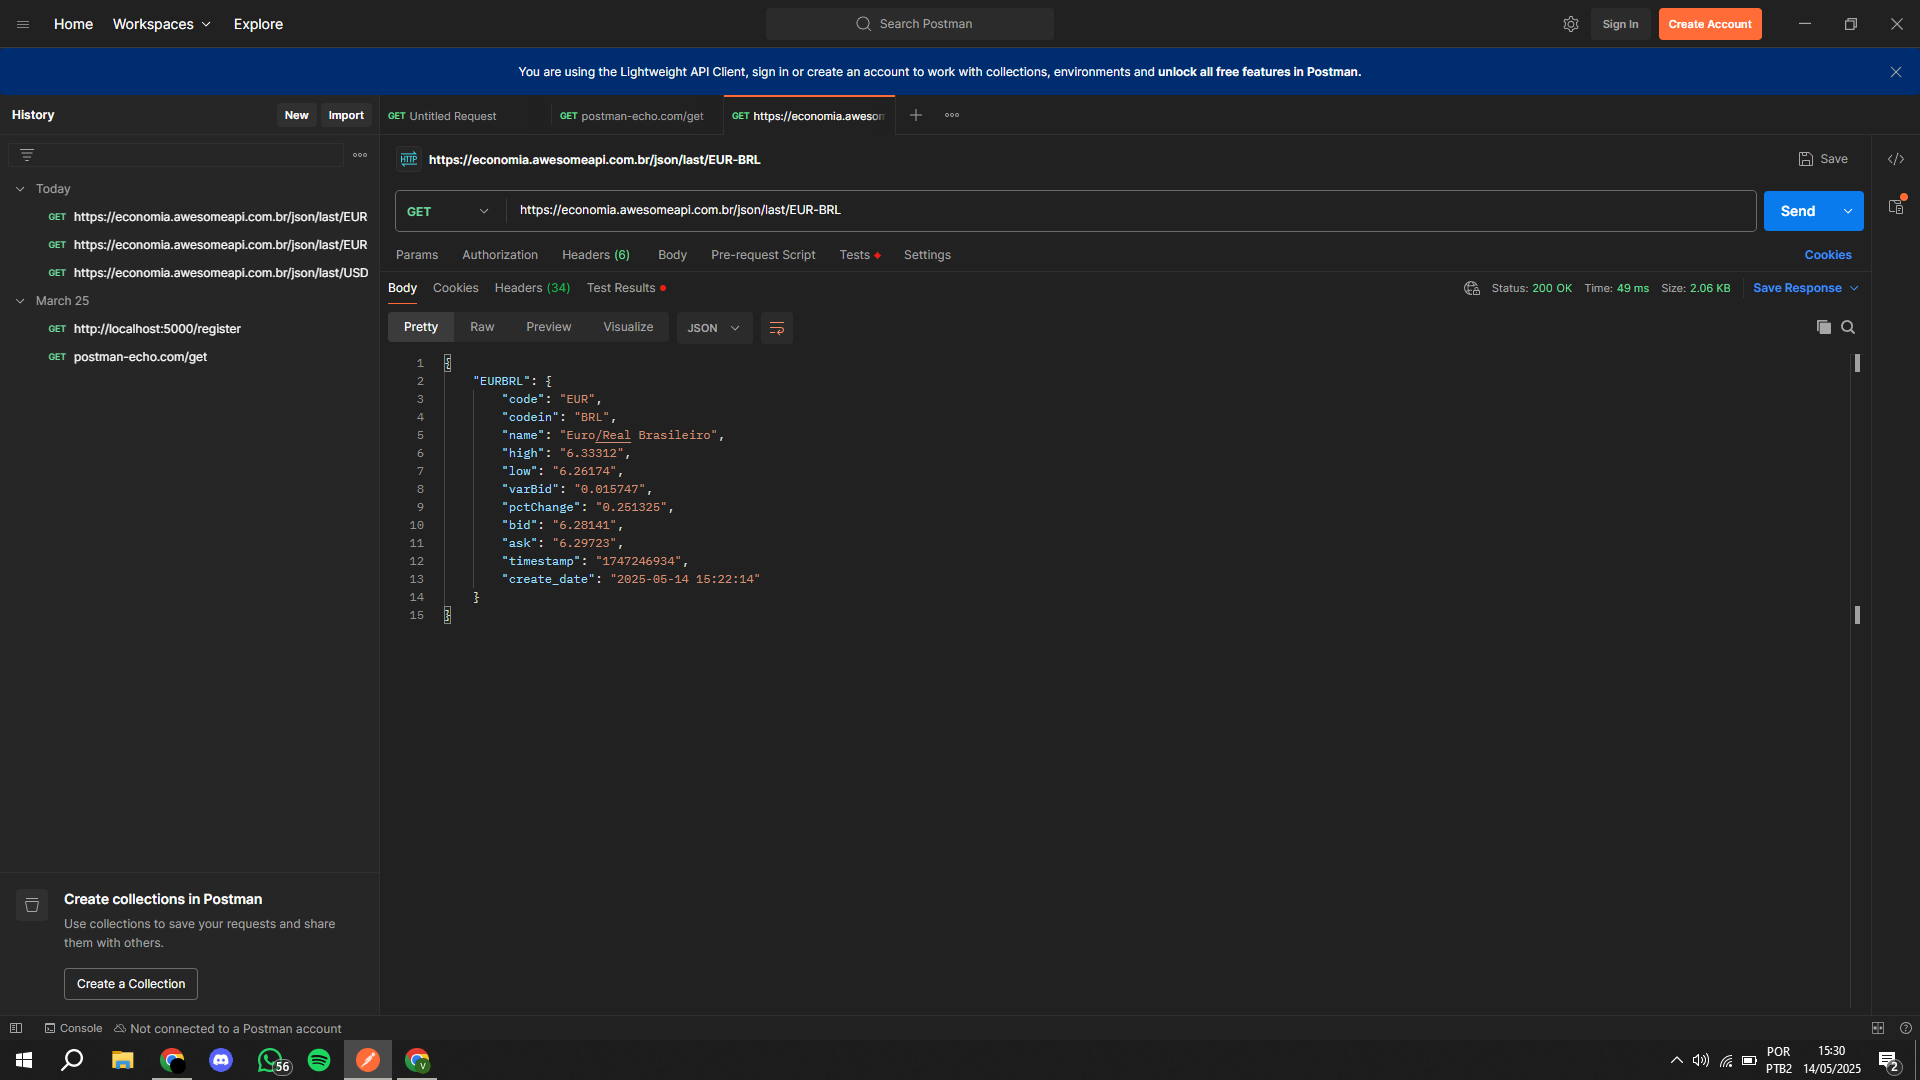 Home
Workspaces
Explore
Search Postman
Sign In
Create Account
You are using the Lightweight API Client, sign in or create an account to work with collections, environments and unlock all free features in Postman.
History
New
Import
GET Untitled Request
GET postman-echo.com/get
GET https://economia.awesom
Today
GET https://economia.awesomeapi.com.br/json/last/EUR
GET https://economia.awesomeapi.com.br/json/last/EUR
GET https://economia.awesomeapi.com.br/json/last/USD
March 25
GET http://localhost:5000/register
GET postman-echo.com/get
HTTP https://economia.awesomeapi.com.br/json/last/EUR-BRL
Save
GET
https://economia.awesomeapi.com.br/json/last/EUR-BRL
Send
Params
Authorization
Headers (6)
Body
Pre-request Script
Tests
Settings
Cookies
Body
Cookies
Headers (34)
Test Results
Status: 200 OK
Time: 49 ms
Size: 2.06 KB
Save Response
Pretty
Raw
Preview
Visualize
JSON
1 {
2 "EURBRL": {
3 "code": "EUR",
4 "codein": "BRL",
5 "name": "Euro/Real Brasileiro",
6 "high": "6.33312",
7 "low": "6.26174",
8 "varBid": "0.015747",
9 "pctChange": "0.251325",
10 "bid": "6.28141",
11 "ask": "6.29723",
12 "timestamp": "1747246934",
13 "create_date": "2025-05-14 15:22:14"
14 }
15 }
Create collections in Postman
Use collections to save your requests and share
them with others.
Create a Collection
Console
Not connected to a Postman account
56
V
POR
PTB2
15:30
14/05/2025
2